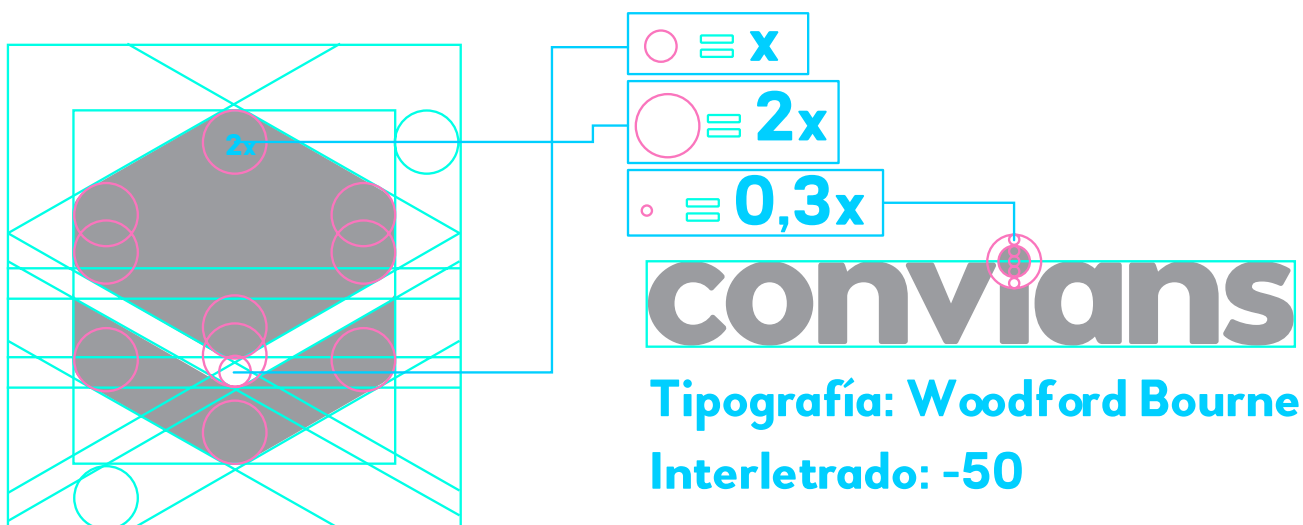 = x
2x
= 2x
= 0,3x
convians
Tipografía: Woodford Bourne
Interletrado: -50